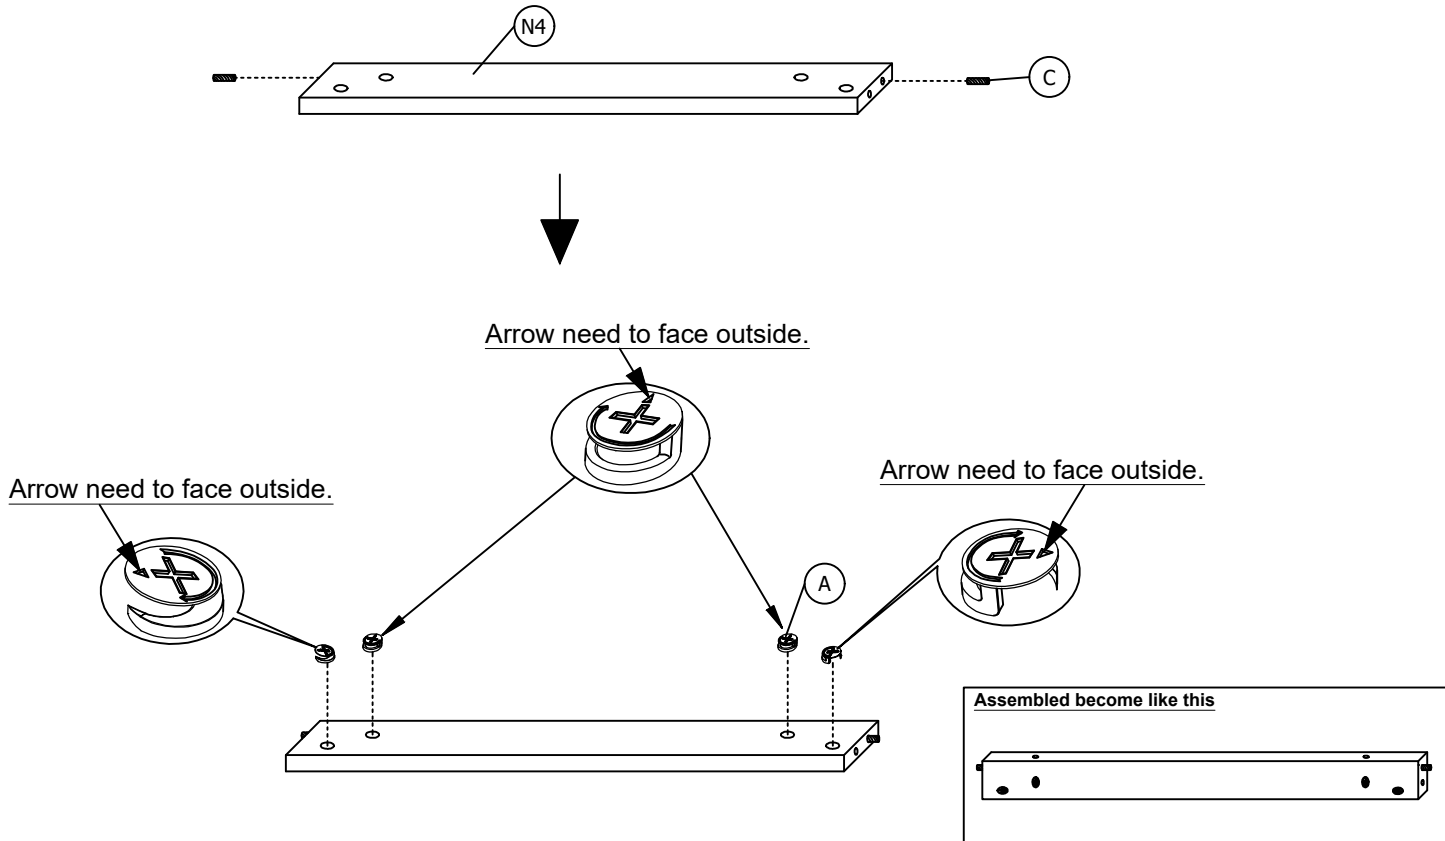 N4
C
Arrow need to face outside.
Arrow need to face outside.
Arrow need to face outside.
A
Assembled become like this